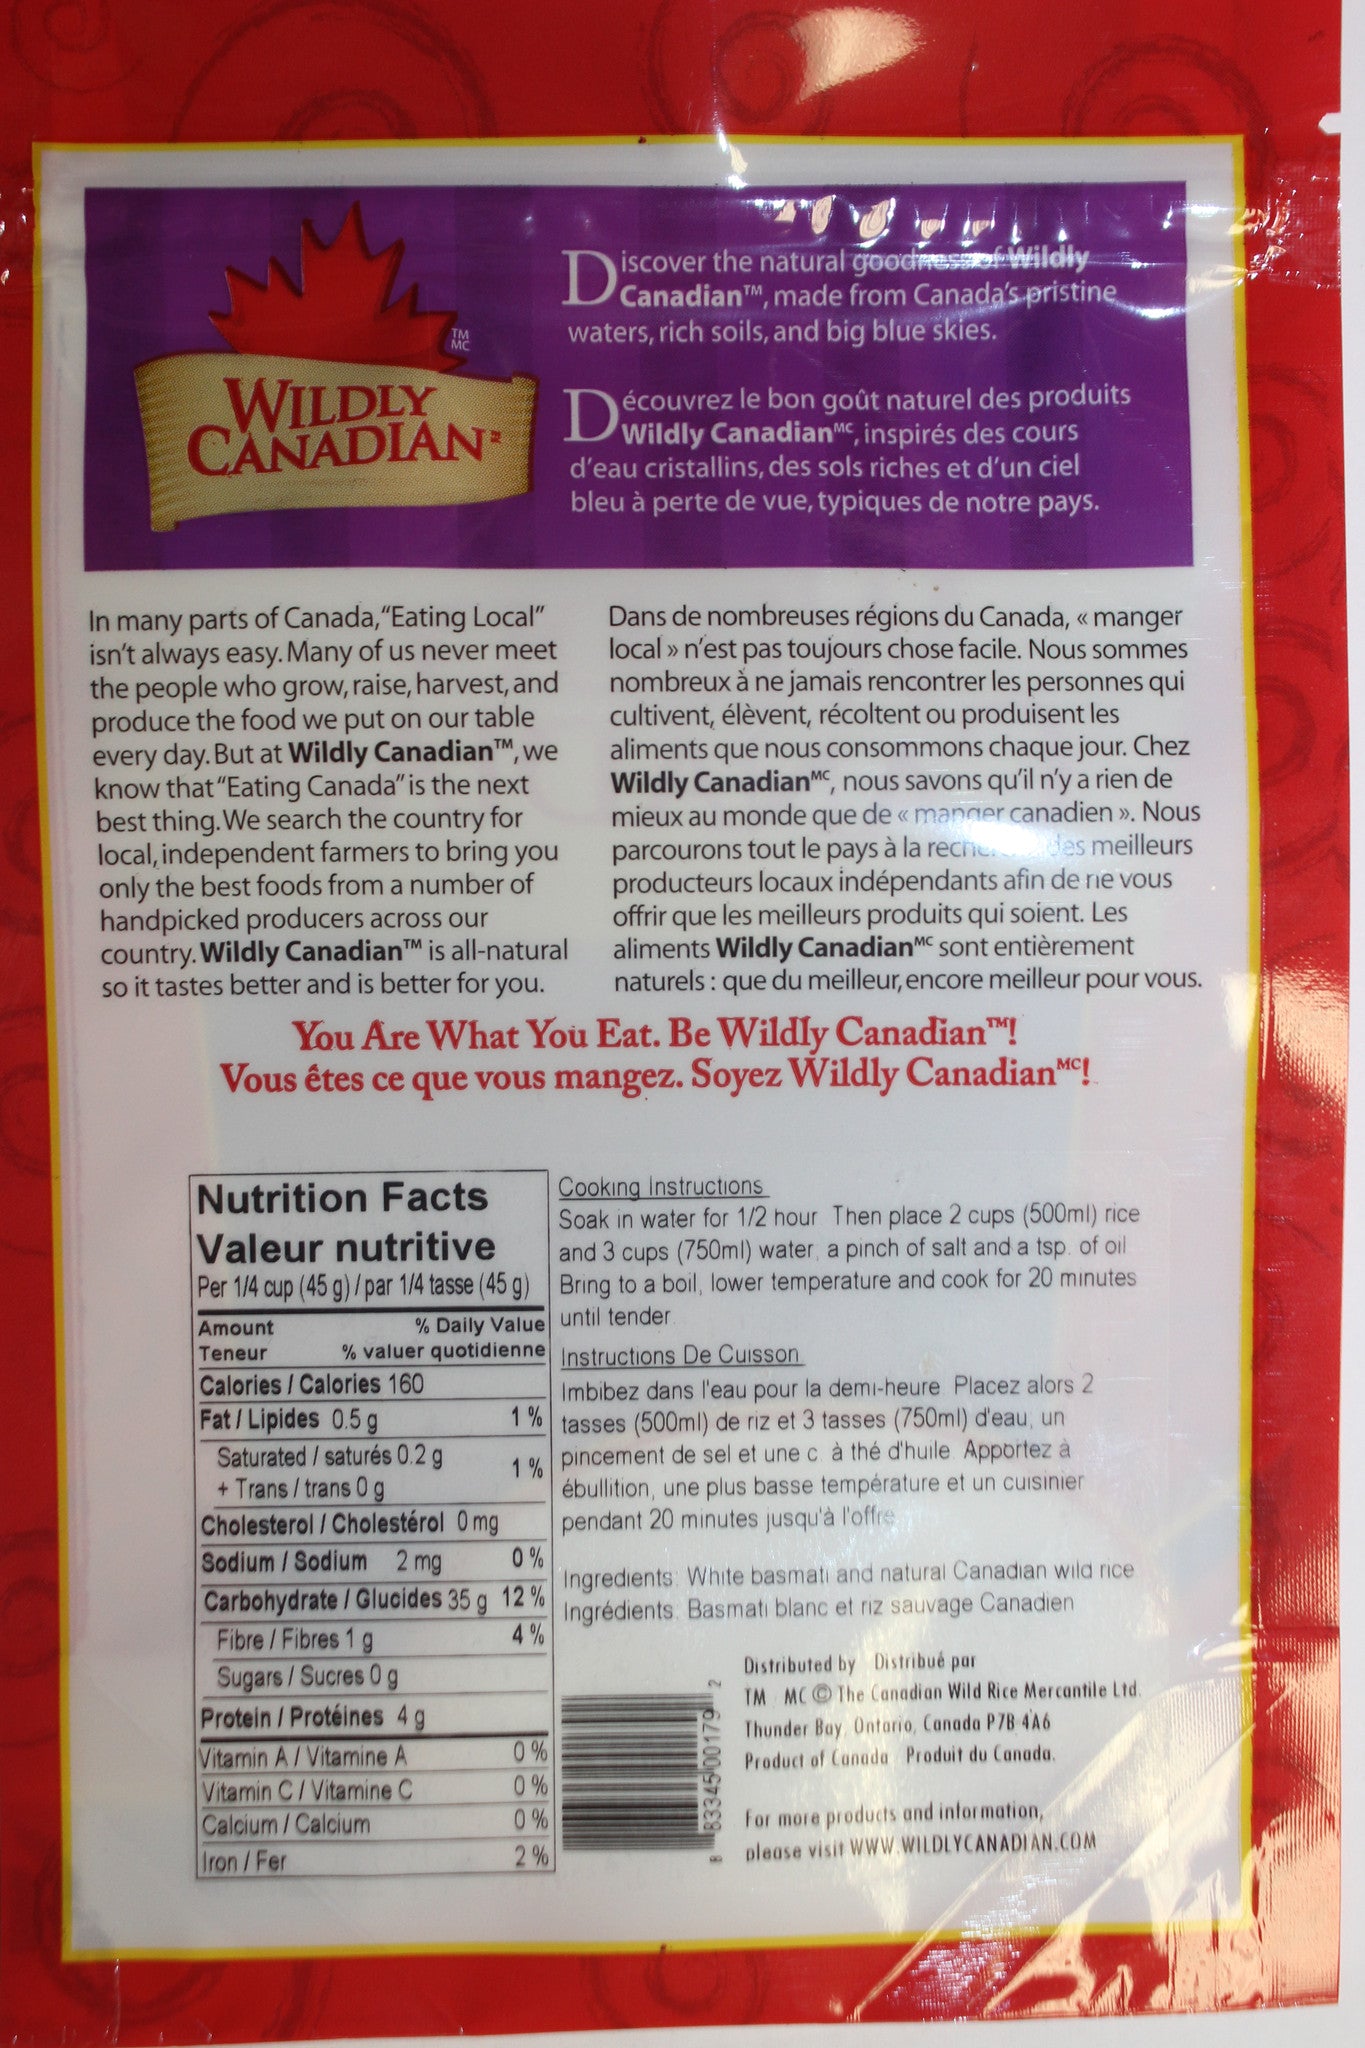 TM
MC
WILDLY
CANADIAN™
Discover the natural goodness of Wildly
Canadian™, made from Canada's pristine
waters, rich soils, and big blue skies.
Découvrez le bon goût naturel des produits
Wildly Canadianᴹᶜ, inspirés des cours
d'eau cristallins, des sols riches et d'un ciel
bleu à perte de vue, typiques de notre pays.
In many parts of Canada, "Eating Local"
isn't always easy. Many of us never meet
the people who grow, raise, harvest, and
produce the food we put on our table
every day. But at Wildly Canadian™, we
know that "Eating Canada" is the next
best thing. We search the country for
local, independent farmers to bring you
only the best foods from a number of
handpicked producers across our
country. Wildly Canadian™ is all-natural
so it tastes better and is better for you.
Dans de nombreuses régions du Canada, « manger
local » n'est pas toujours chose facile. Nous sommes
nombreux à ne jamais rencontrer les personnes qui
cultivent, élèvent, récoltent ou produisent les
aliments que nous consommons chaque jour. Chez
Wildly Canadianᴹᶜ, nous savons qu'il n'y a rien de
mieux au monde que de « manger canadien ». Nous
parcourons tout le pays à la des meilleurs
producteurs locaux indépendants afin de ne vous
offrir que les meilleurs produits qui soient. Les
aliments Wildly Canadianᴹᶜ sont entièrement
naturels : que du meilleur, encore meilleur pour vous.
You Are What You Eat. Be Wildly Canadian™!
Vous êtes ce que vous mangez. Soyez Wildly Canadianᴹᶜ!
Nutrition Facts
Valeur nutritive
Per 1/4 cup (45 g) / par 1/4 tasse (45 g)
Amount % Daily Value
Teneur % valuer quotidienne
Calories / Calories 160
Fat / Lipides 0.5 g 1 %
Saturated / saturés 0.2 g
+ Trans / trans 0 g 1 %
Cholesterol / Cholestérol 0 mg
Sodium / Sodium 2 mg 0 %
Carbohydrate / Glucides 35 g 12 %
Fibre / Fibres 1 g 4 %
Sugars / Sucres 0 g
Protein / Protéines 4 g
Vitamin A / Vitamine A 0 %
Vitamin C / Vitamine C 0 %
Calcium / Calcium 0 %
Iron / Fer 2 %
Cooking Instructions
Soak in water for 1/2 hour Then place 2 cups (500ml) rice
and 3 cups (750ml) water, a pinch of salt and a tsp. of oil
Bring to a boil, lower temperature and cook for 20 minutes
until tender.
Instructions De Cuisson
Imbibez dans l'eau pour la demi-heure Placez alors 2
tasses (500ml) de riz et 3 tasses (750ml) d'eau, un
pincement de sel et une c à thé d'huile. Apportez à
ébullition, une plus basse température et un cuisinier
pendant 20 minutes jusqu'à l'offre
Ingredients: White basmati and natural Canadian wild rice
Ingrédients: Basmati blanc et riz sauvage Canadien
8 83345 00179 2
Distributed by Distribué par
TM MC © The Canadian Wild Rice Mercantile Ltd.
Thunder Bay, Ontario, Canada P7B 4A6
Product of Canada Produit du Canada.
For more products and information,
please visit WWW.WILDLYCANADIAN.COM